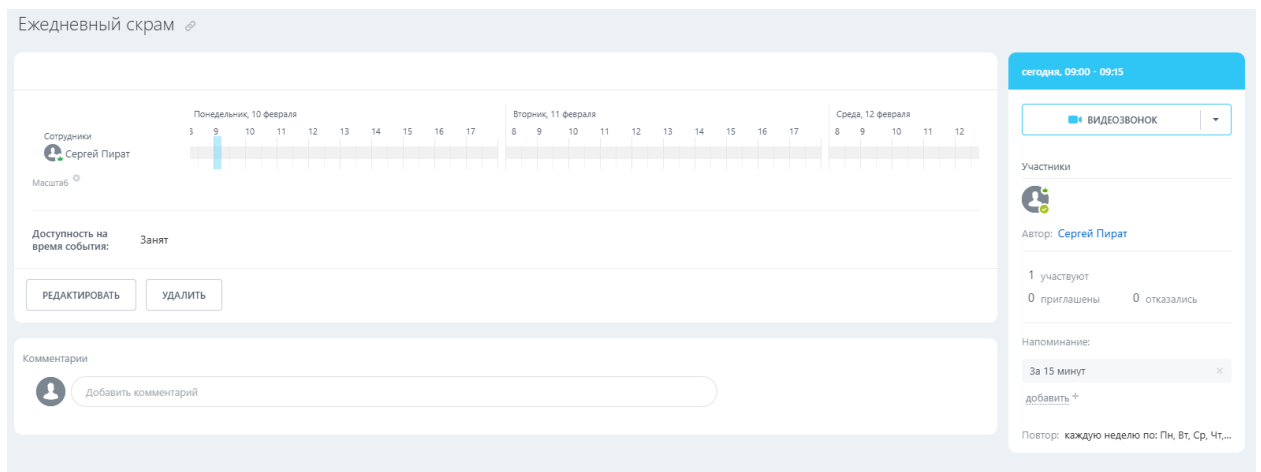 Ежедневный скрам
Понедельник, 10 февраля
Вторник, 11 февраля
Среда, 12 февраля
Сотрудники
8 9 10 11 12 13 14 15 16 17 8 9 10 11 12 13 14 15 16 17 8 9 10 11 12
Сергей Пират
Масштаб
Доступность на
время события:
Занят
РЕДАКТИРОВАТЬ УДАЛИТЬ
Комментарии
Добавить комментарий
сегодня, 09:00 - 09:15
ВИДЕОЗВОНОК
Участники
Автор: Сергей Пират
1 участвуют
0 приглашены 0 отказались
Напоминание:
За 15 минут
добавить +
Повтор: каждую неделю по: Пн, Вт, Ср, Чт,...